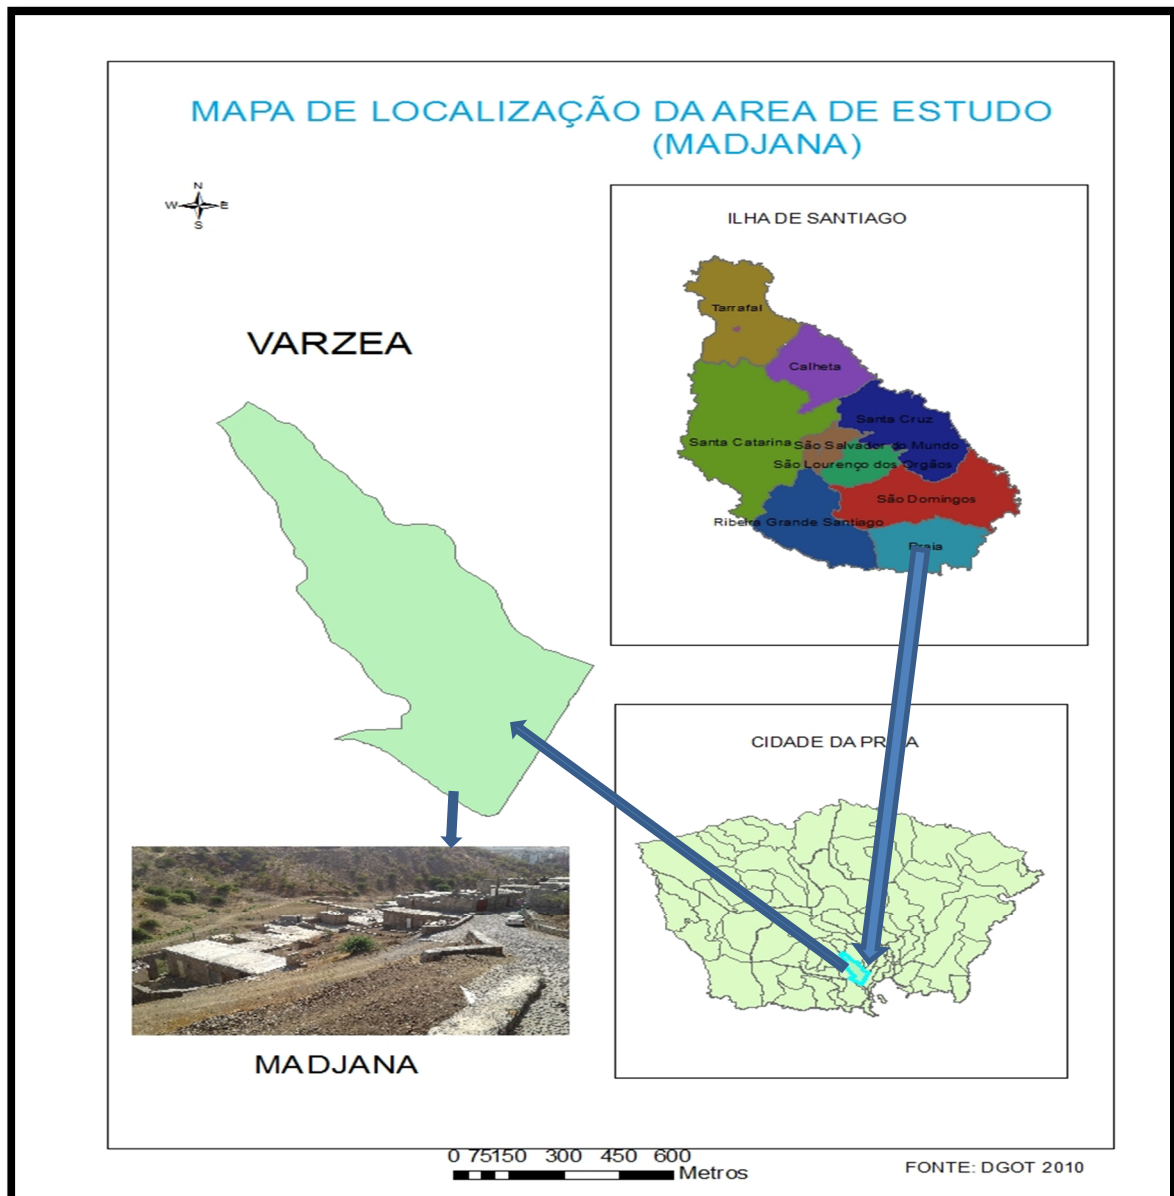 MAPA DE LOCALIZAÇÃO DA AREA DE ESTUDO
(MADJANA)
N
W E
S
ILHA DE SANTIAGO
Tarrafal
Calheta
Santa Cruz
Santa Catarina
São Salvador do Mundo
São Lourenço dos Orgãos
São Domingos
Ribeira Grande Santiago
Praia
VARZEA
CIDADE DA PRAIA
MADJANA
0 75150 300 450 600
Metros
FONTE: DGOT 2010